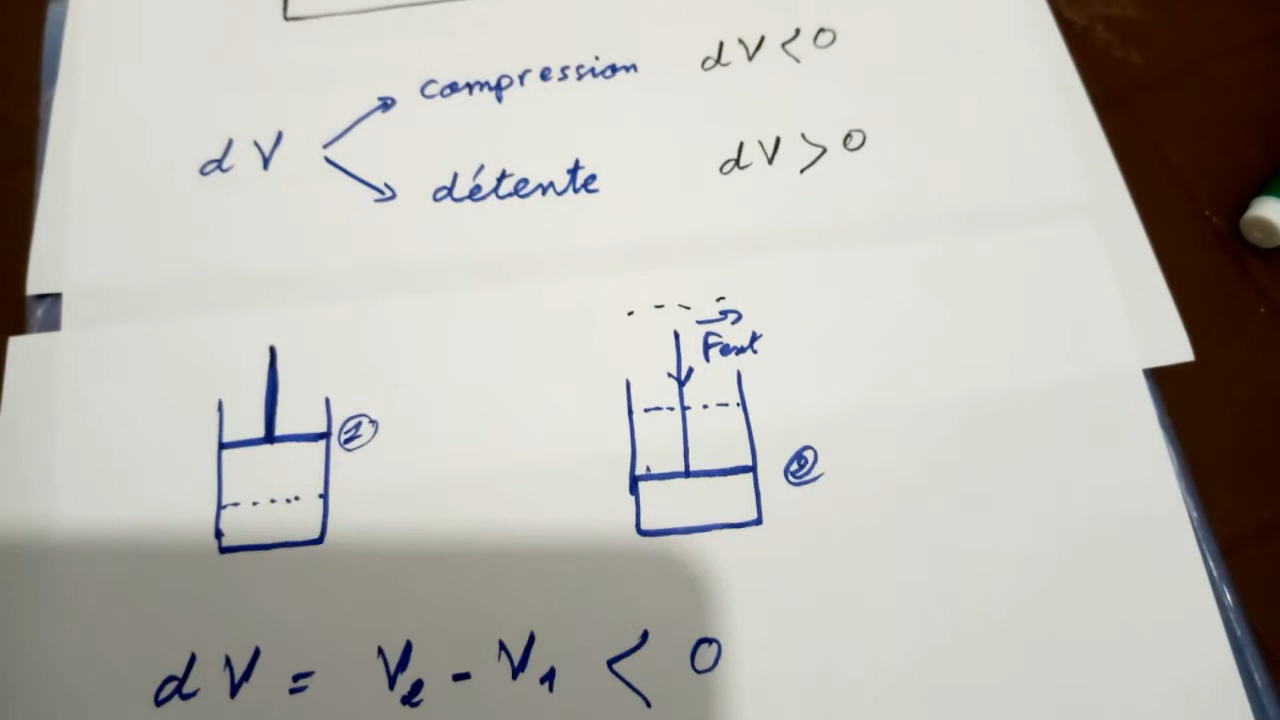 compression dV < 0
dV
détente dV > 0
Fext
1
2
dV = V2 - V1 < 0